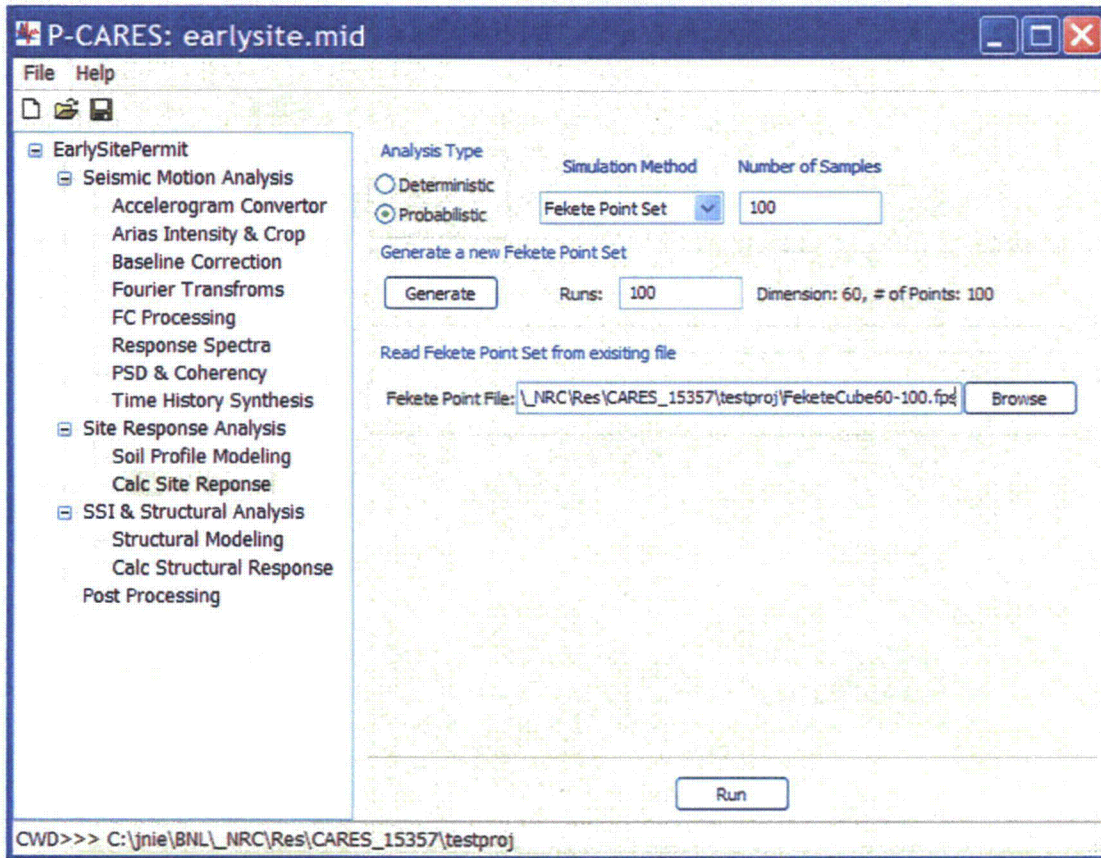 P-CARES: earlysite.mid
File Help
EarlySitePermit
Seismic Motion Analysis
Accelerogram Convertor
Arias Intensity & Crop
Baseline Correction
Fourier Transfroms
FC Processing
Response Spectra
PSD & Coherency
Time History Synthesis
Site Response Analysis
Soil Profile Modeling
Calc Site Reponse
SSI & Structural Analysis
Structural Modeling
Calc Structural Response
Post Processing
Analysis Type
Deterministic
Probabilistic
Simulation Method
Fekete Point Set
Number of Samples
100
Generate a new Fekete Point Set
Generate
Runs: 100
Dimension: 60, # of Points: 100
Read Fekete Point Set from exisiting file
Fekete Point File: \_NRC\Res\CARES_15357\testproj\FeketeCube60-100.fps
Browse
Run
CWD>>> C:\jnie\BNL\_NRC\Res\CARES_15357\testproj